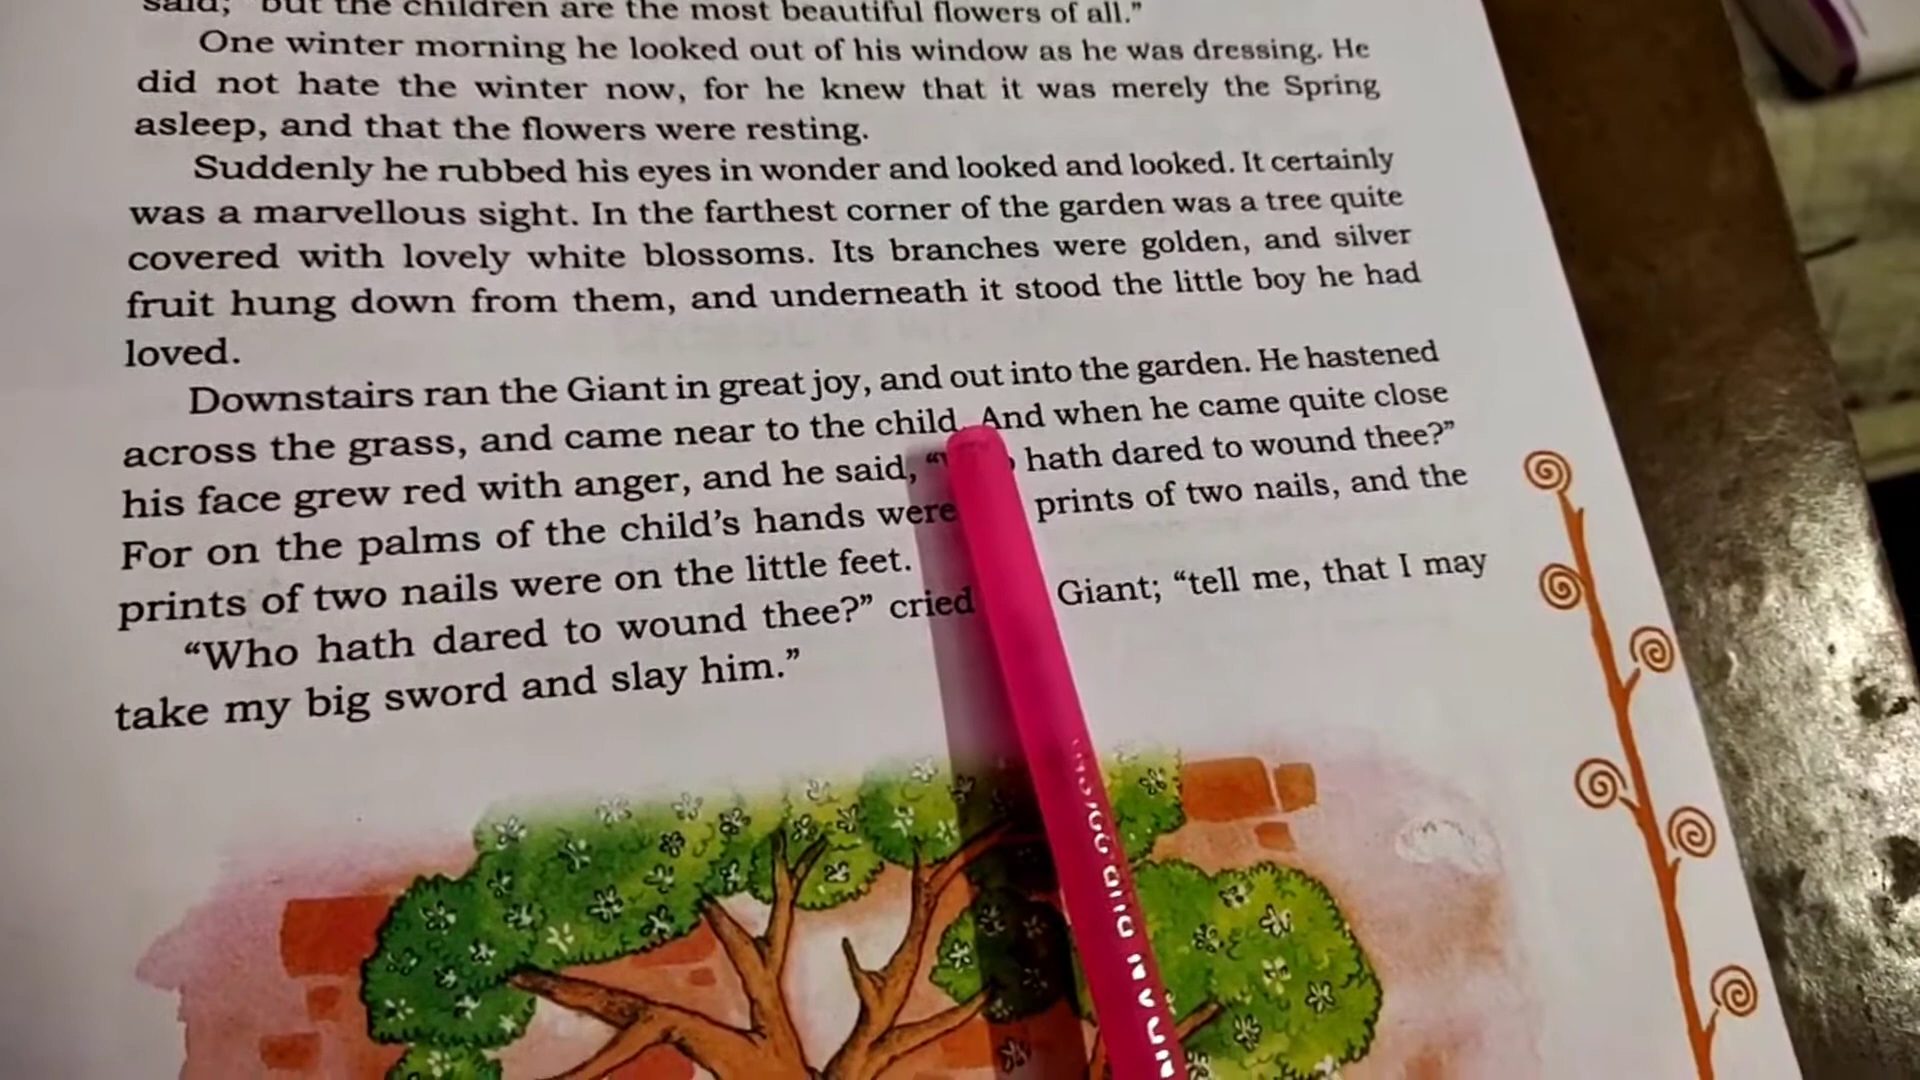 said; "but the children are the most beautiful flowers of all."
One winter morning he looked out of his window as he was dressing. He
did not hate the winter now, for he knew that it was merely the Spring
asleep, and that the flowers were resting.
Suddenly he rubbed his eyes in wonder and looked and looked. It certainly
was a marvellous sight. In the farthest corner of the garden was a tree quite
covered with lovely white blossoms. Its branches were golden, and silver
fruit hung down from them, and underneath it stood the little boy he had
loved.
Downstairs ran the Giant in great joy, and out into the garden. He hastened
across the grass, and came near to the child. And when he came quite close
his face grew red with anger, and he said, " hath dared to wound thee?"
For on the palms of the child's hands were prints of two nails, and the
prints of two nails were on the little feet.
"Who hath dared to wound thee?" cried Giant; "tell me, that I may
take my big sword and slay him."